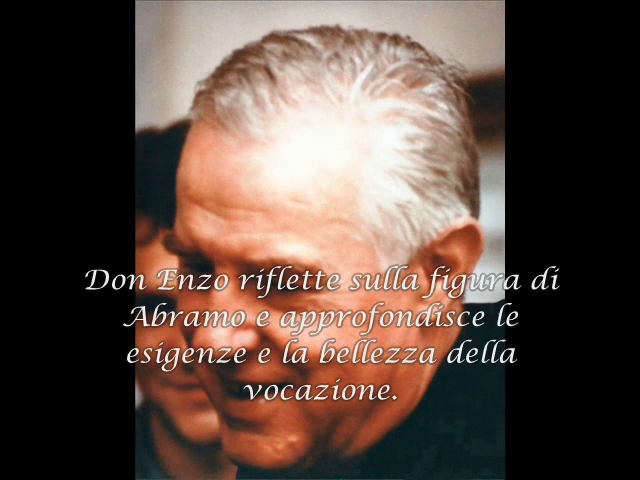 Don Enzo riflette sulla figura di
Abramo e approfondisce le
esigenze e la bellezza della
vocazione.